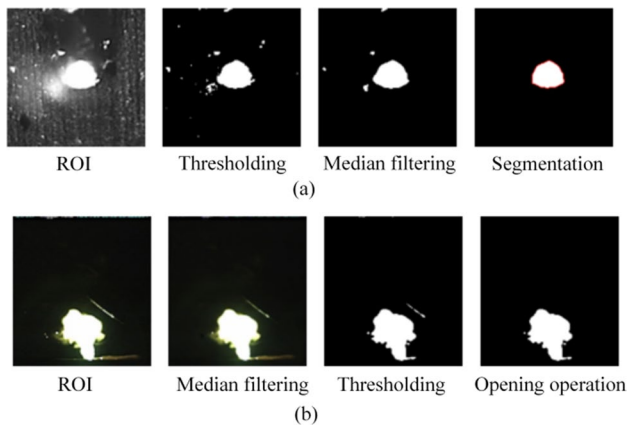 ROI Thresholding Median filtering Segmentation
(a)
ROI Median filtering Thresholding Opening operation
(b)